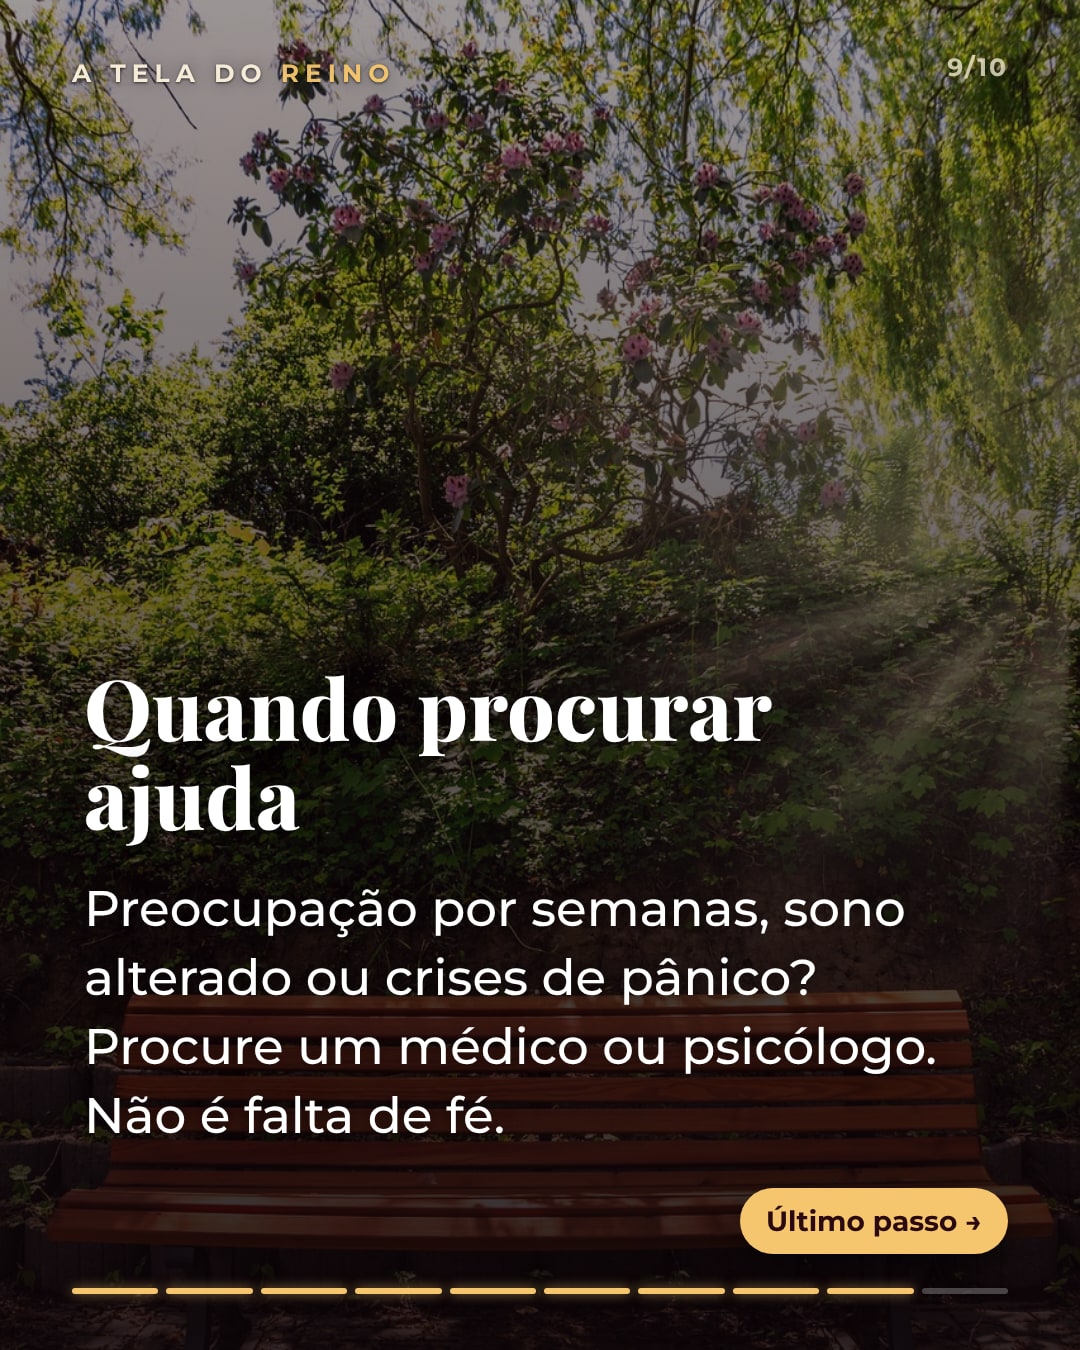 A TELA DO REINO
9/10
Quando procurar
ajuda
Preocupação por semanas, sono
alterado ou crises de pânico?
Procure um médico ou psicólogo.
Não é falta de fé.
Último passo →